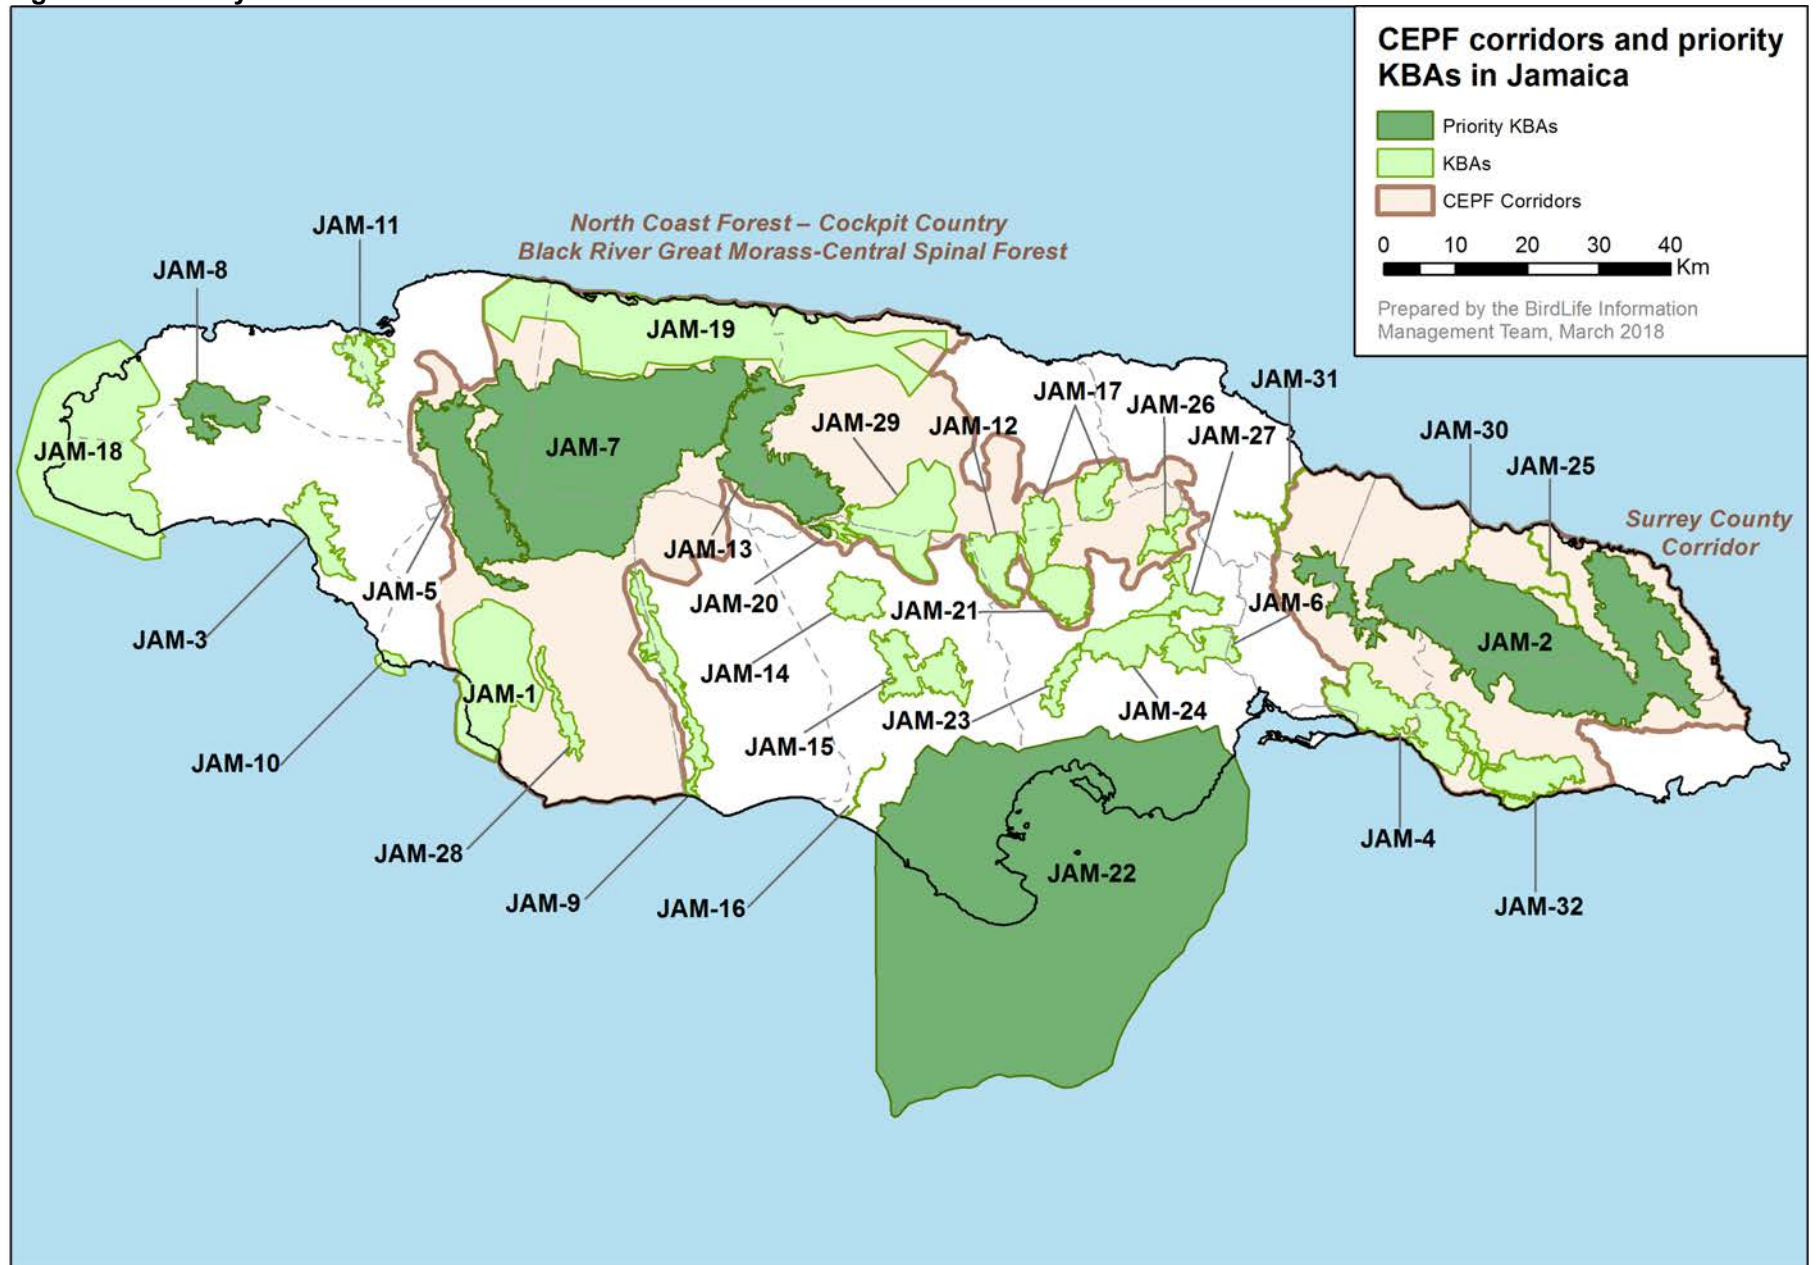 CEPF corridors and priority
KBAs in Jamaica
Priority KBAs
KBAs
CEPF Corridors
0 10 20 30 40
Km
Prepared by the BirdLife Information
Management Team, March 2018
North Coast Forest – Cockpit Country
Black River Great Morass-Central Spinal Forest
JAM-11
JAM-8
JAM-19
JAM-31
JAM-17
JAM-26
JAM-29
JAM-12
JAM-27
JAM-30
JAM-18
JAM-7
JAM-25
Surrey County
Corridor
JAM-13
JAM-5
JAM-20
JAM-21
JAM-6
JAM-3
JAM-2
JAM-14
JAM-1
JAM-23
JAM-24
JAM-15
JAM-10
JAM-4
JAM-28
JAM-22
JAM-9
JAM-16
JAM-32